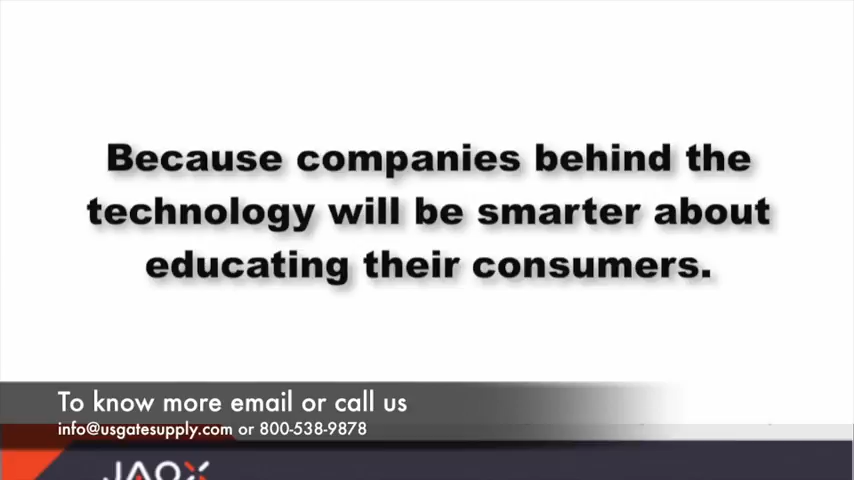 Because companies behind the
technology will be smarter about
educating their consumers.
To know more email or call us
info@usgatesupply.com or 800-538-9878